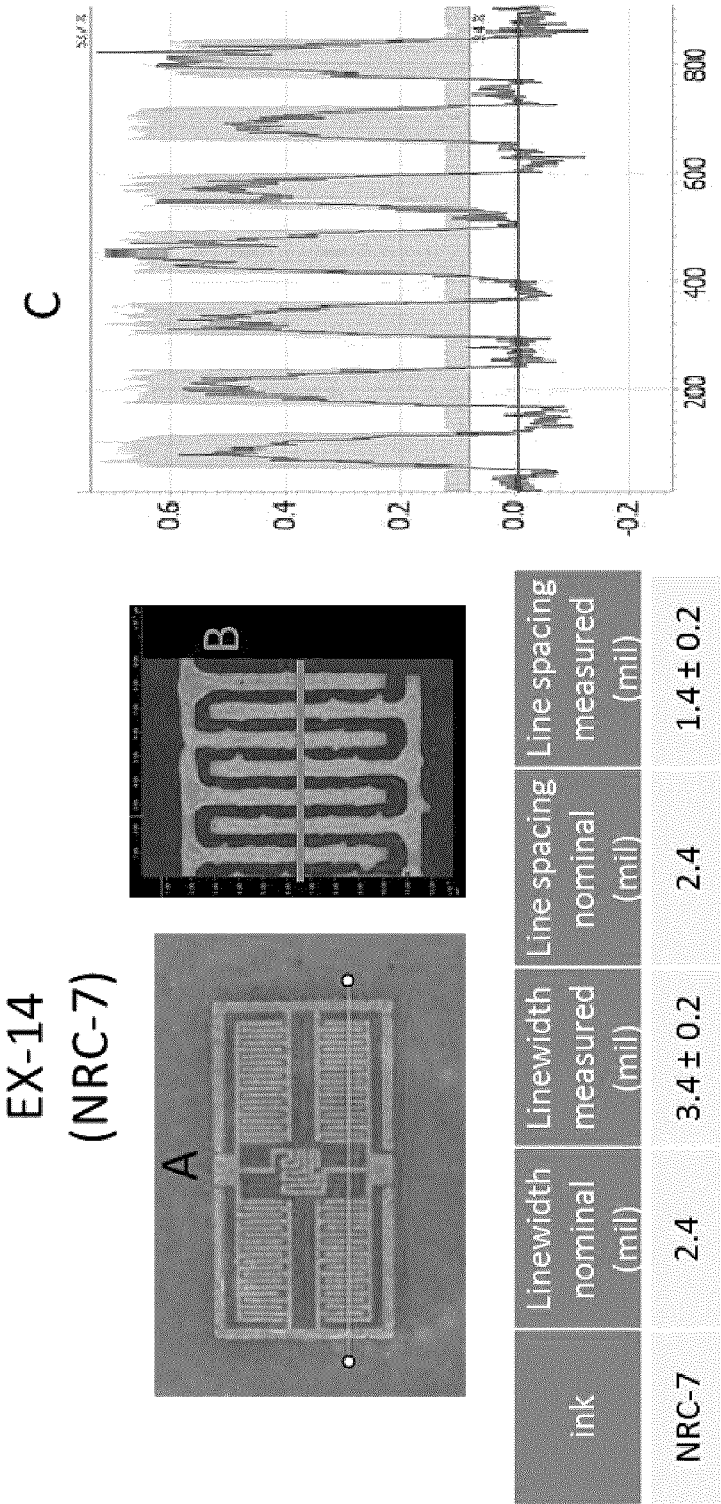 EX-14
(NRC-7)
A
B
C
0.6
0.4
0.2
0.0
-0.2
200
400
600
800
ink
Linewidth
nominal
(mil)
Linewidth
measured
(mil)
Line spacing
nominal
(mil)
Line spacing
measured
(mil)
NRC-7
2.4
3.4 ± 0.2
2.4
1.4 ± 0.2